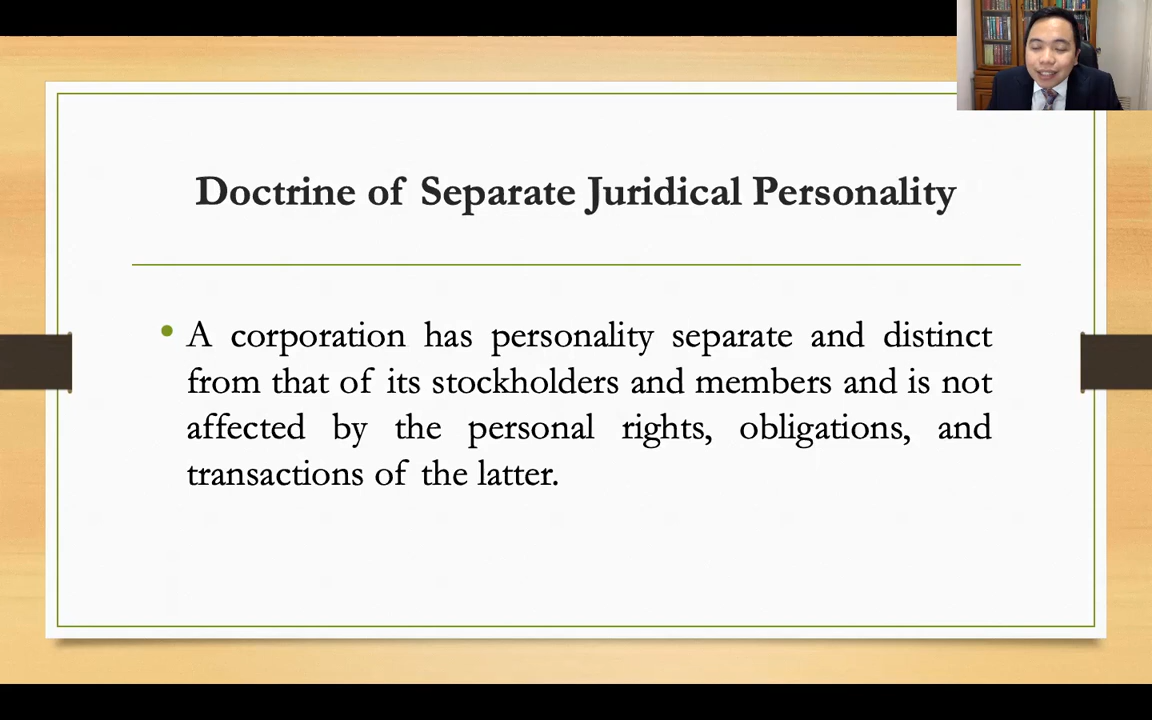 Doctrine of Separate Juridical Personality
• A corporation has personality separate and distinct
from that of its stockholders and members and is not
affected by the personal rights, obligations, and
transactions of the latter.